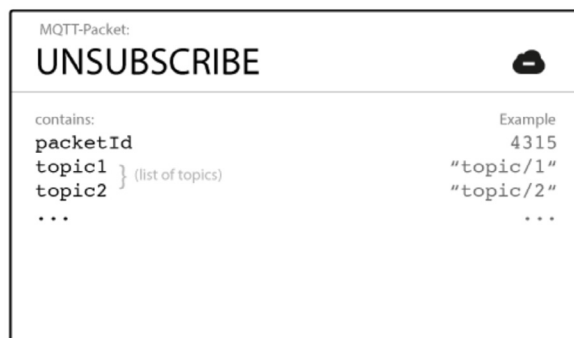 MQTT-Packet:
UNSUBSCRIBE
contains: Example
packetId 4315
topic1 } (list of topics) “topic/1“
topic2 “topic/2“
... ...